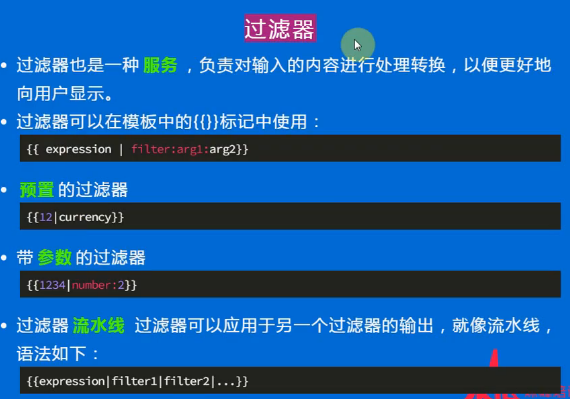 过滤器
过滤器也是一种 服务 ，负责对输入的内容进行处理转换，以便更好地
向用户显示。
过滤器可以在模板中的{{}}标记中使用：
{{ expression | filter:arg1:arg2}}
预置 的过滤器
{{12|currency}}
带 参数 的过滤器
{{1234|number:2}}
过滤器 流水线 过滤器可以应用于另一个过滤器的输出，就像流水线，
语法如下：
{{expression|filter1|filter2|...}}